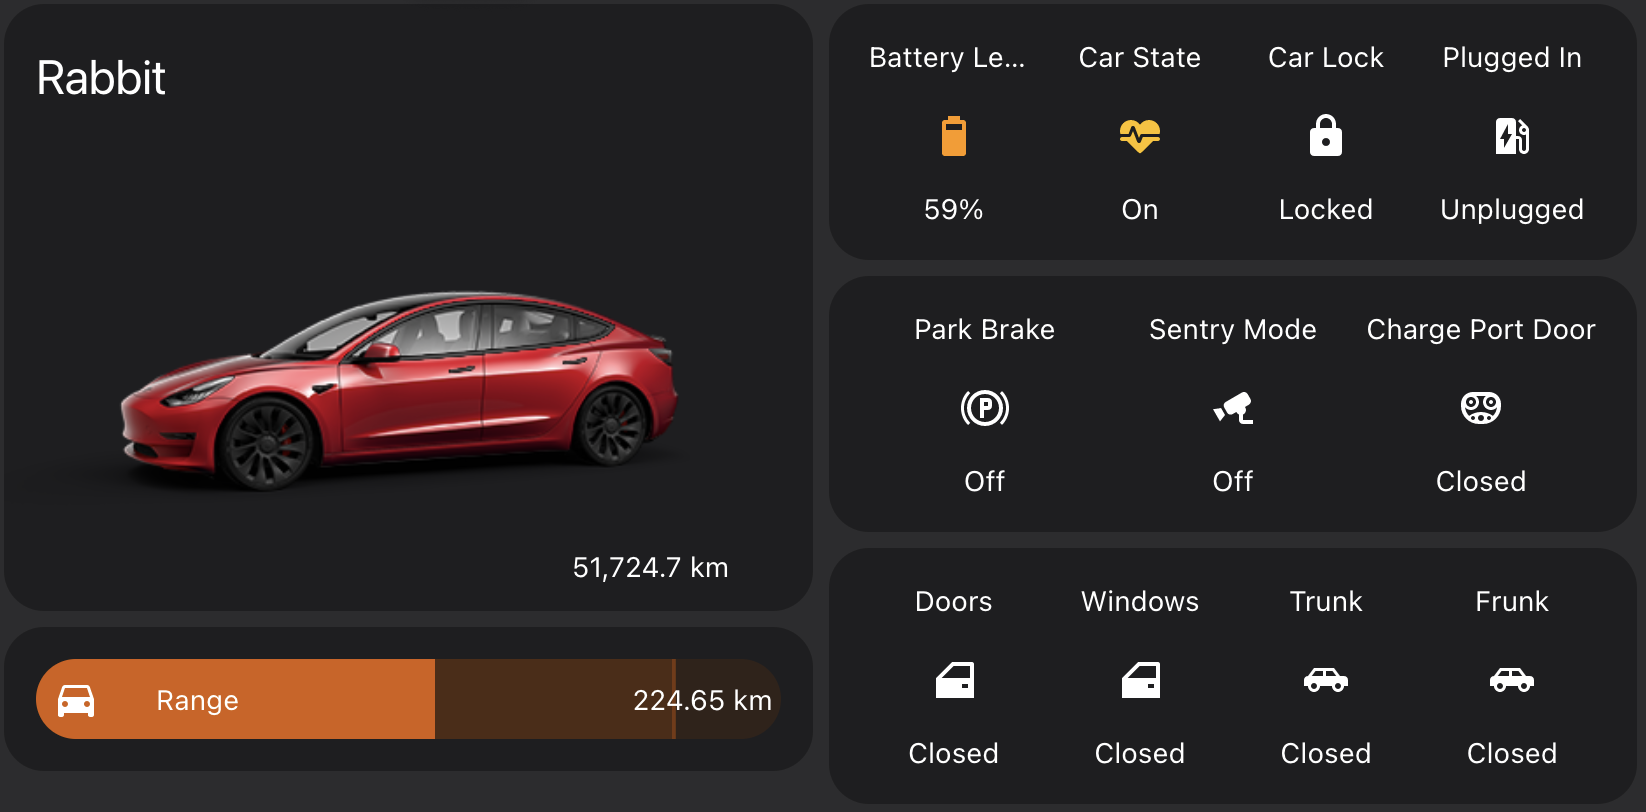 Rabbit
51,724.7 km
Range
224.65 km
Battery Le...
Car State
Car Lock
Plugged In
59%
On
Locked
Unplugged
Park Brake
Sentry Mode
Charge Port Door
P
Off
Off
Closed
Doors
Windows
Trunk
Frunk
Closed
Closed
Closed
Closed